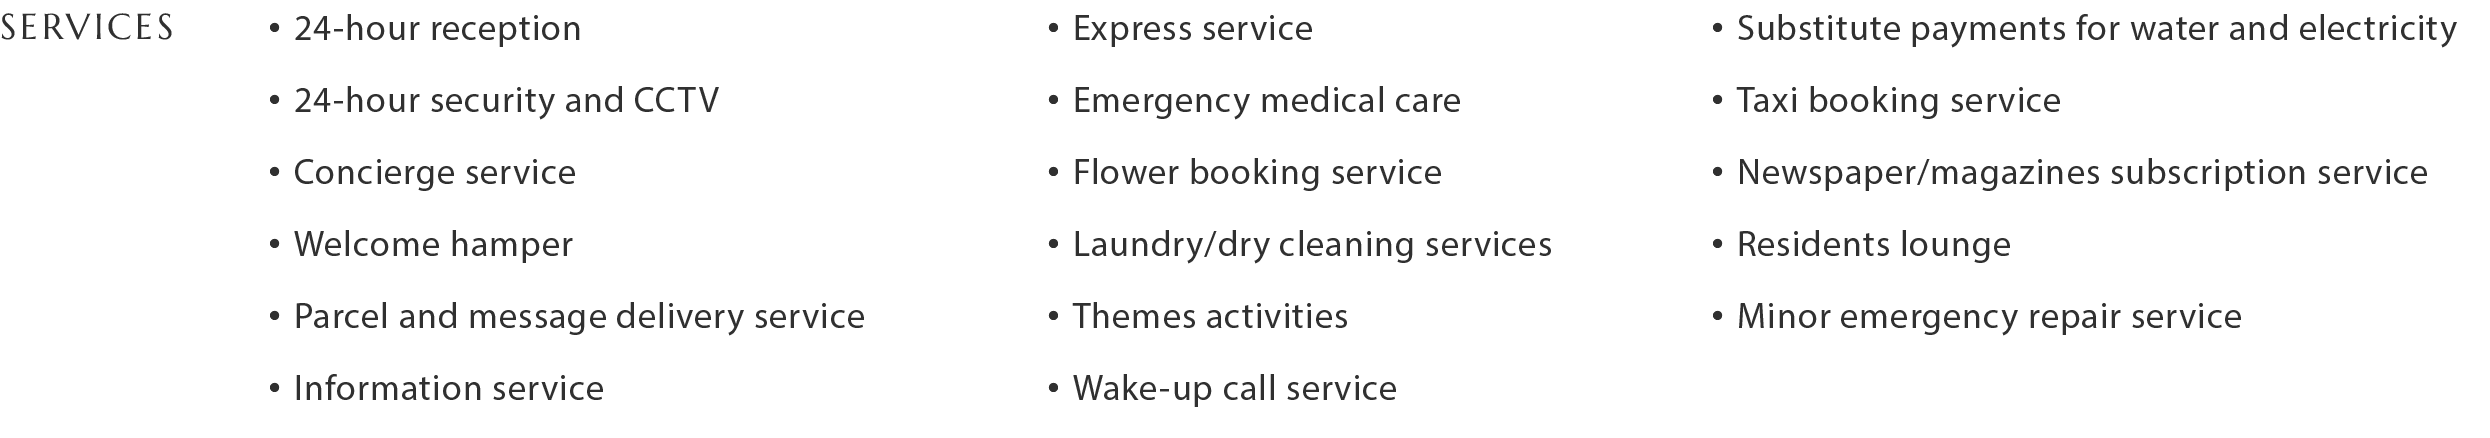 SERVICES
• 24-hour reception
• 24-hour security and CCTV
• Concierge service
• Welcome hamper
• Parcel and message delivery service
• Information service
• Express service
• Emergency medical care
• Flower booking service
• Laundry/dry cleaning services
• Themes activities
• Wake-up call service
• Substitute payments for water and electricity
• Taxi booking service
• Newspaper/magazines subscription service
• Residents lounge
• Minor emergency repair service